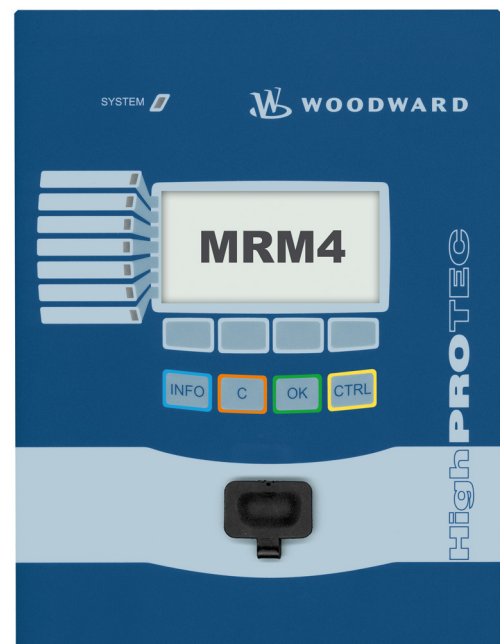 SYSTEM
WOODWARD
MRM4
INFO
C
OK
CTRL
HighPROTEC